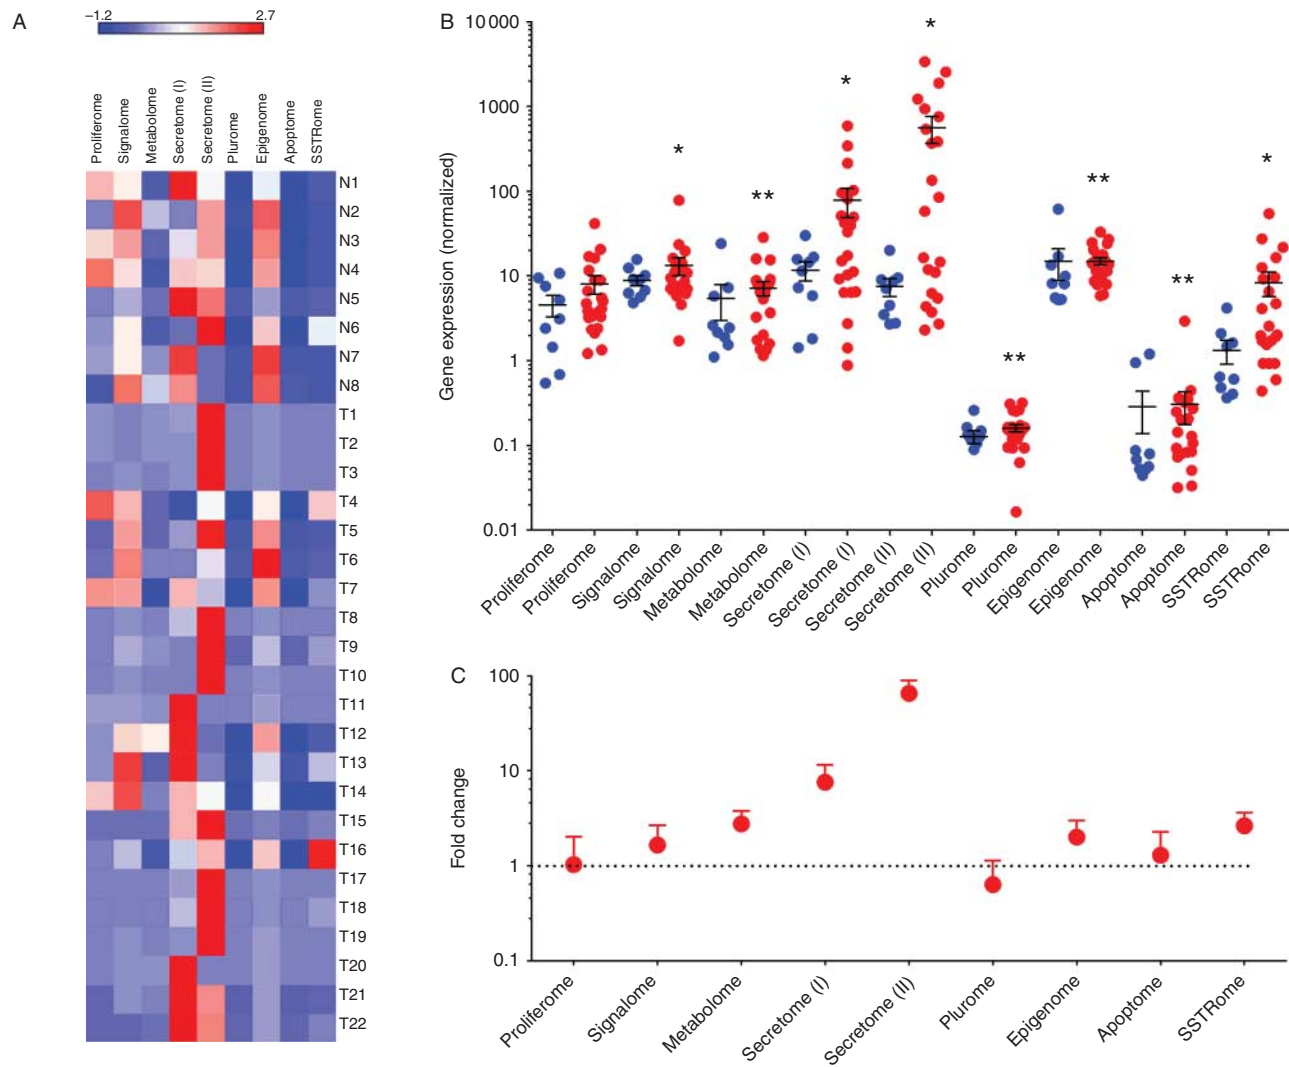 A
−1.2
2.7
Proliferome
Signalome
Metabolome
Secretome (I)
Secretome (II)
Plurome
Epigenome
Apoptome
SSTRome
N1
N2
N3
N4
N5
N6
N7
N8
T1
T2
T3
T4
T5
T6
T7
T8
T9
T10
T11
T12
T13
T14
T15
T16
T17
T18
T19
T20
T21
T22
B
Gene expression (normalized)
10 000
1000
100
10
1
0.1
0.01
*
**
*
*
**
**
**
*
Proliferome
Proliferome
Signalome
Signalome
Metabolome
Metabolome
Secretome (I)
Secretome (I)
Secretome (II)
Secretome (II)
Plurome
Plurome
Epigenome
Epigenome
Apoptome
Apoptome
SSTRome
SSTRome
C
Fold change
100
10
1
0.1
Proliferome
Signalome
Metabolome
Secretome (I)
Secretome (II)
Plurome
Epigenome
Apoptome
SSTRome